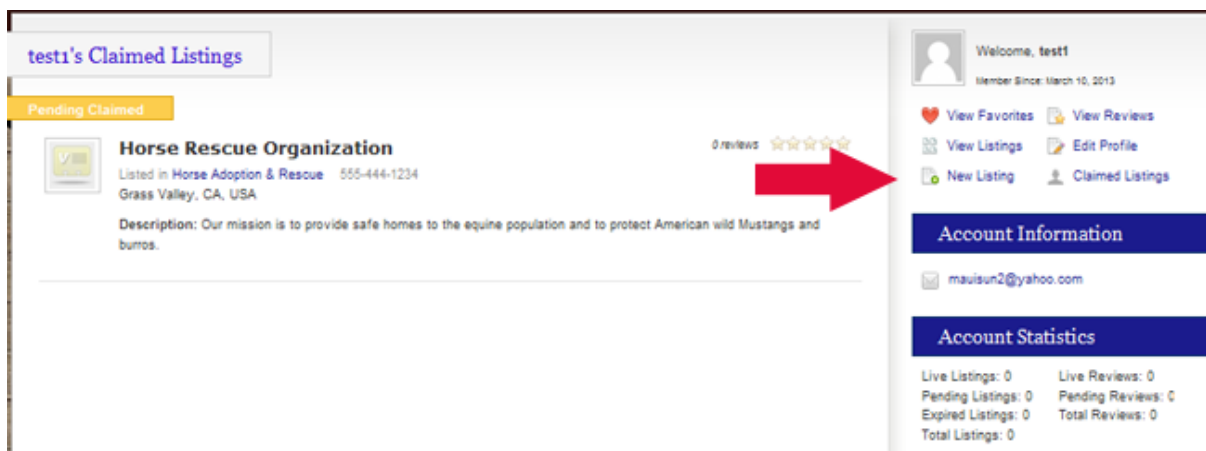 test1's Claimed Listings
Pending Claimed
Horse Rescue Organization
0 reviews
Listed in Horse Adoption & Rescue 555-444-1234
Grass Valley, CA, USA
Description: Our mission is to provide safe homes to the equine population and to protect American wild Mustangs and
burros.
Welcome, test1
Member Since: March 10, 2013
View Favorites View Reviews
View Listings Edit Profile
New Listing Claimed Listings
Account Information
mauisun2@yahoo.com
Account Statistics
Live Listings: 0 Live Reviews: 0
Pending Listings: 0 Pending Reviews: 0
Expired Listings: 0 Total Reviews: 0
Total Listings: 0